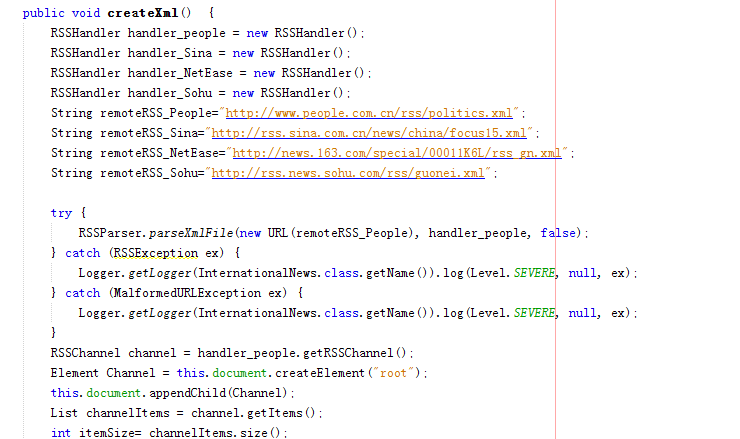 public void createXml()  {
RSSHandler handler_people = new RSSHandler();
RSSHandler handler_Sina = new RSSHandler();
RSSHandler handler_NetEase = new RSSHandler();
RSSHandler handler_Sohu = new RSSHandler();
String remoteRSS_People="http://www.people.com.cn/rss/politics.xml";
String remoteRSS_Sina="http://rss.sina.com.cn/news/china/focus15.xml";
String remoteRSS_NetEase="http://news.163.com/special/00011K6L/rss_gn.xml";
String remoteRSS_Sohu="http://rss.news.sohu.com/rss/guonei.xml";
try {
RSSParser.parseXmlFile(new URL(remoteRSS_People), handler_people, false);
} catch (RSSException ex) {
Logger.getLogger(InternationalNews.class.getName()).log(Level.SEVERE, null, ex);
} catch (MalformedURLException ex) {
Logger.getLogger(InternationalNews.class.getName()).log(Level.SEVERE, null, ex);
}
RSSChannel channel = handler_people.getRSSChannel();
Element Channel = this.document.createElement("root");
this.document.appendChild(Channel);
List channelItems = channel.getItems();
int itemSize= channelItems.size();